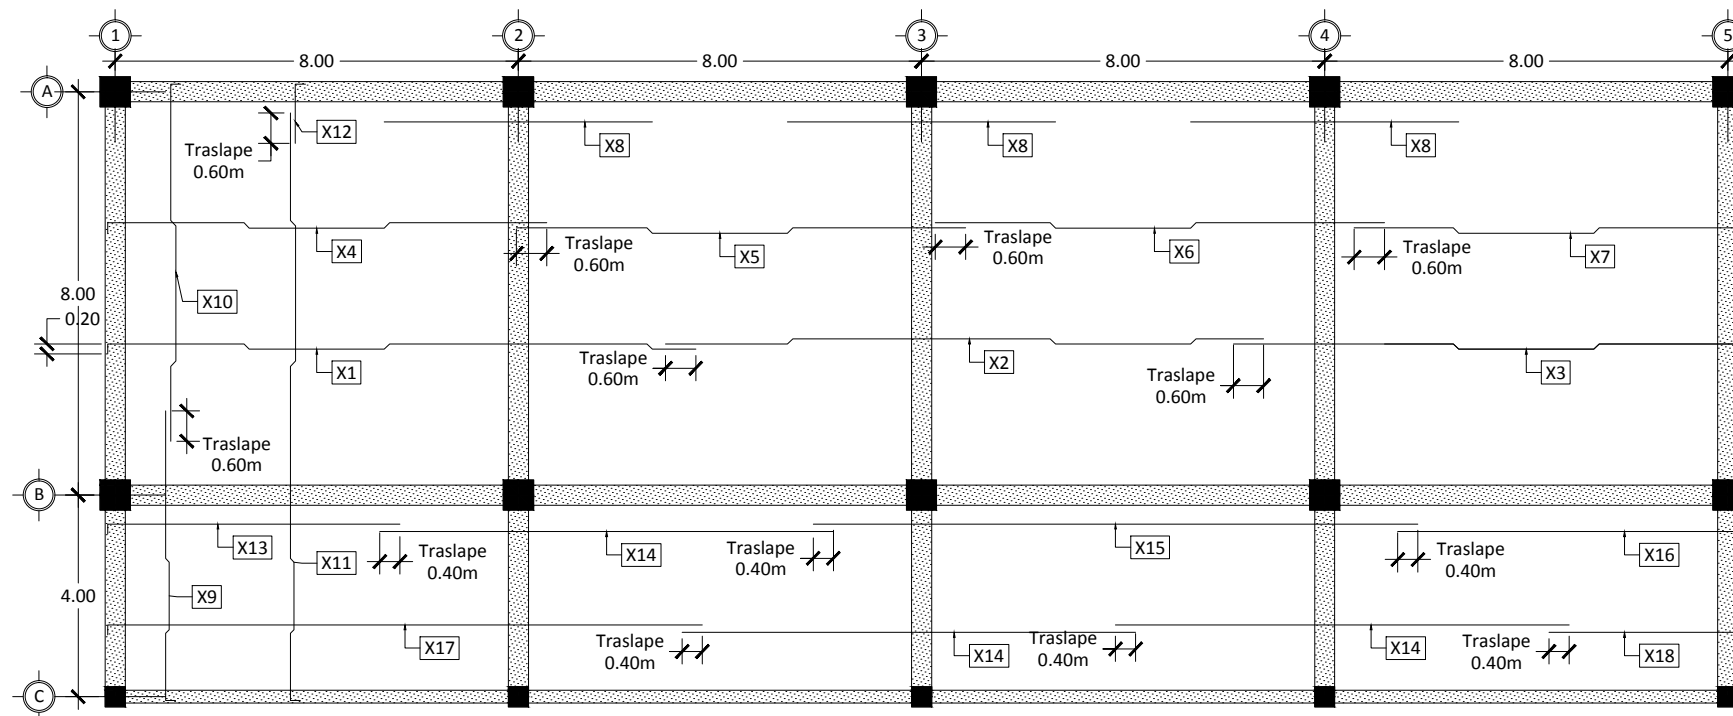 1
2
3
4
5
8.00
8.00
8.00
8.00
A
X12
X8
X8
X8
Traslape
0.60m
X4
Traslape
0.60m
X5
Traslape
0.60m
X6
Traslape
0.60m
X7
8.00
X10
0.20
X1
Traslape
0.60m
X2
Traslape
0.60m
X3
Traslape
0.60m
B
X13
X11
Traslape
0.40m
X14
Traslape
0.40m
X15
Traslape
0.40m
X16
4.00
X9
X17
Traslape
0.40m
X14
Traslape
0.40m
X14
Traslape
0.40m
X18
C